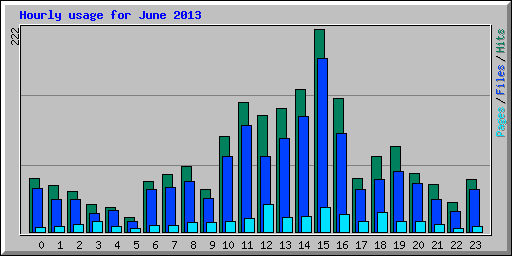 Hourly usage for June 2013
222
Pages/Files/Hits
0 1 2 3 4 5 6 7 8 9 10 11 12 13 14 15 16 17 18 19 20 21 22 23